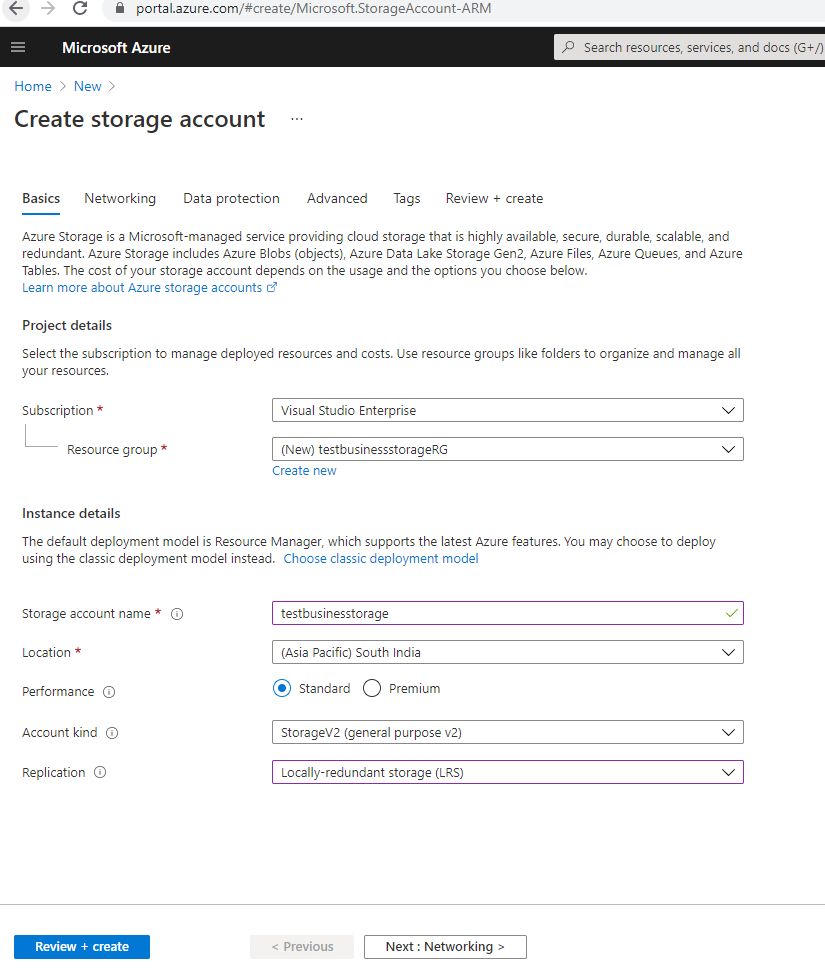 portal.azure.com/#create/Microsoft.StorageAccount-ARM
Microsoft Azure
Search resources, services, and docs (G+/)
Home > New >
Create storage account ...
Basics Networking Data protection Advanced Tags Review + create
Azure Storage is a Microsoft-managed service providing cloud storage that is highly available, secure, durable, scalable, and
redundant. Azure Storage includes Azure Blobs (objects), Azure Data Lake Storage Gen2, Azure Files, Azure Queues, and Azure
Tables. The cost of your storage account depends on the usage and the options you choose below.
Learn more about Azure storage accounts
Project details
Select the subscription to manage deployed resources and costs. Use resource groups like folders to organize and manage all
your resources.
Subscription * Visual Studio Enterprise
Resource group * (New) testbusinessstorageRG
Create new
Instance details
The default deployment model is Resource Manager, which supports the latest Azure features. You may choose to deploy
using the classic deployment model instead. Choose classic deployment model
Storage account name * testbusinesstorage
Location * (Asia Pacific) South India
Performance Standard Premium
Account kind StorageV2 (general purpose v2)
Replication Locally-redundant storage (LRS)
Review + create < Previous Next : Networking >